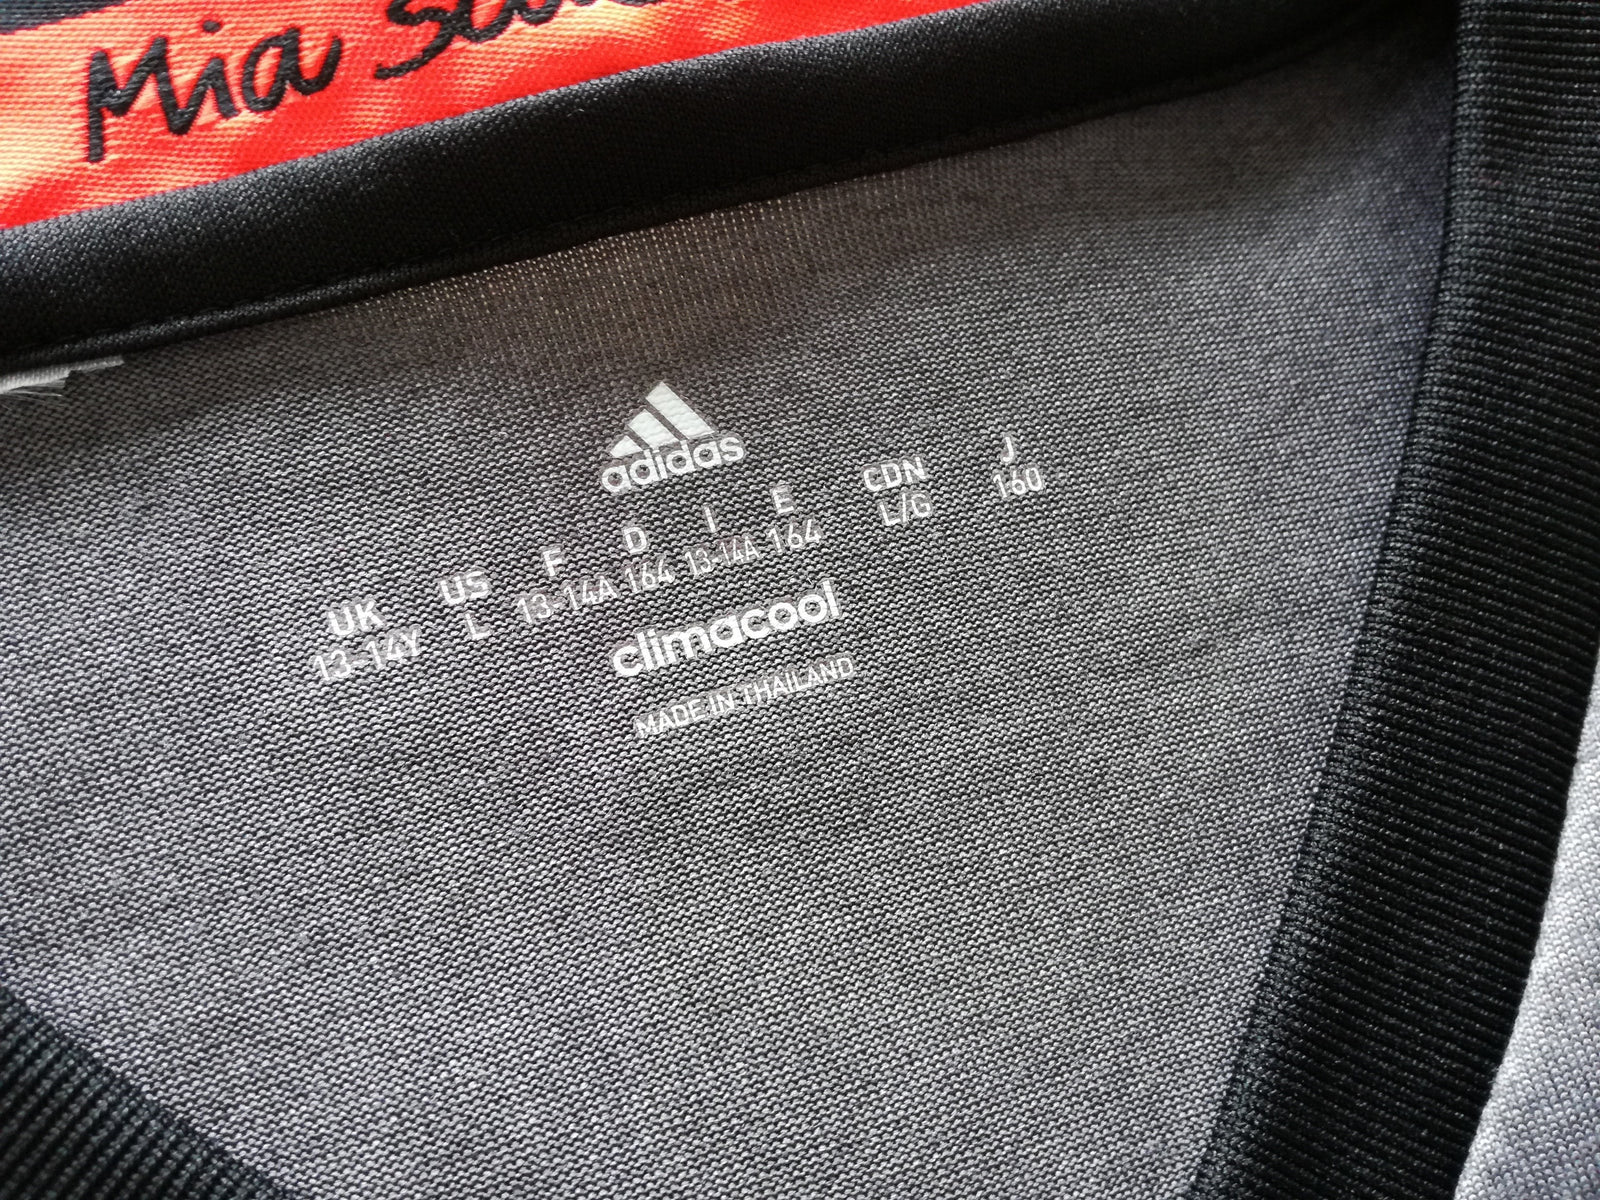 Mia
adidas
UK US F D I E CDN J
13-14Y L 13-14A 164 13-14A 164 L/G 160
climacool
MADE IN THAILAND